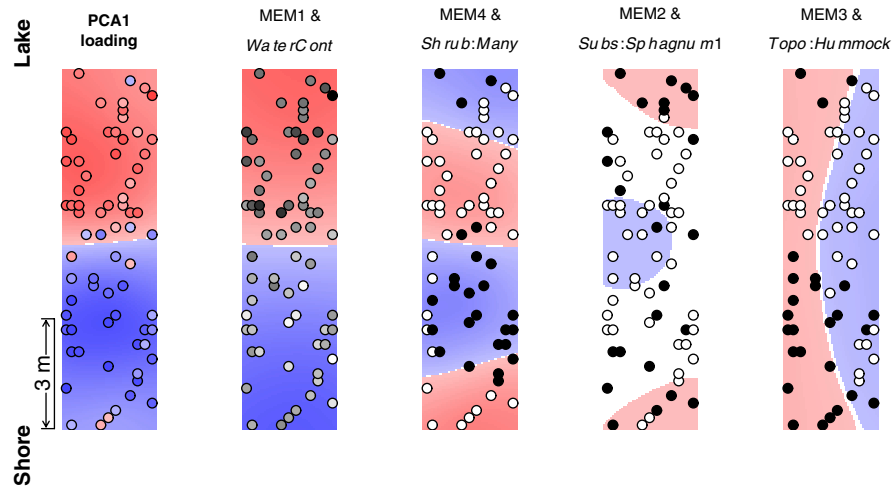 Lake
PCA1
loading
MEM1 &
WaterCont
MEM4 &
Shrub:Many
MEM2 &
Subs:Sphagnum1
MEM3 &
Topo:Hummock
3 m
Shore